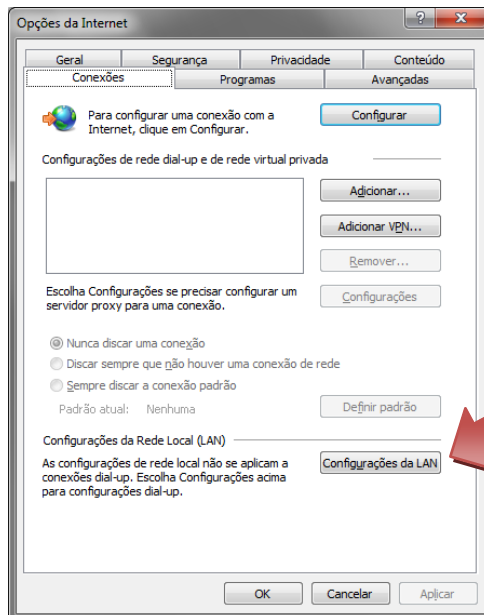 Opções da Internet
Geral Segurança Privacidade Conteúdo
Conexões Programas Avançadas
Para configurar uma conexão com a Configurar
Internet, clique em Configurar.
Configurações de rede dial-up e de rede virtual privada
Adicionar...
Adicionar VPN...
Remover...
Escolha Configurações se precisar configurar um Configurações
servidor proxy para uma conexão.
Nunca discar uma conexão
Discar sempre que não houver uma conexão de rede
Sempre discar a conexão padrão
Padrão atual: Nenhuma Definir padrão
Configurações da Rede Local (LAN)
As configurações de rede local não se aplicam a Configurações da LAN
conexões dial-up. Escolha Configurações acima
para configurações dial-up.
OK Cancelar Aplicar